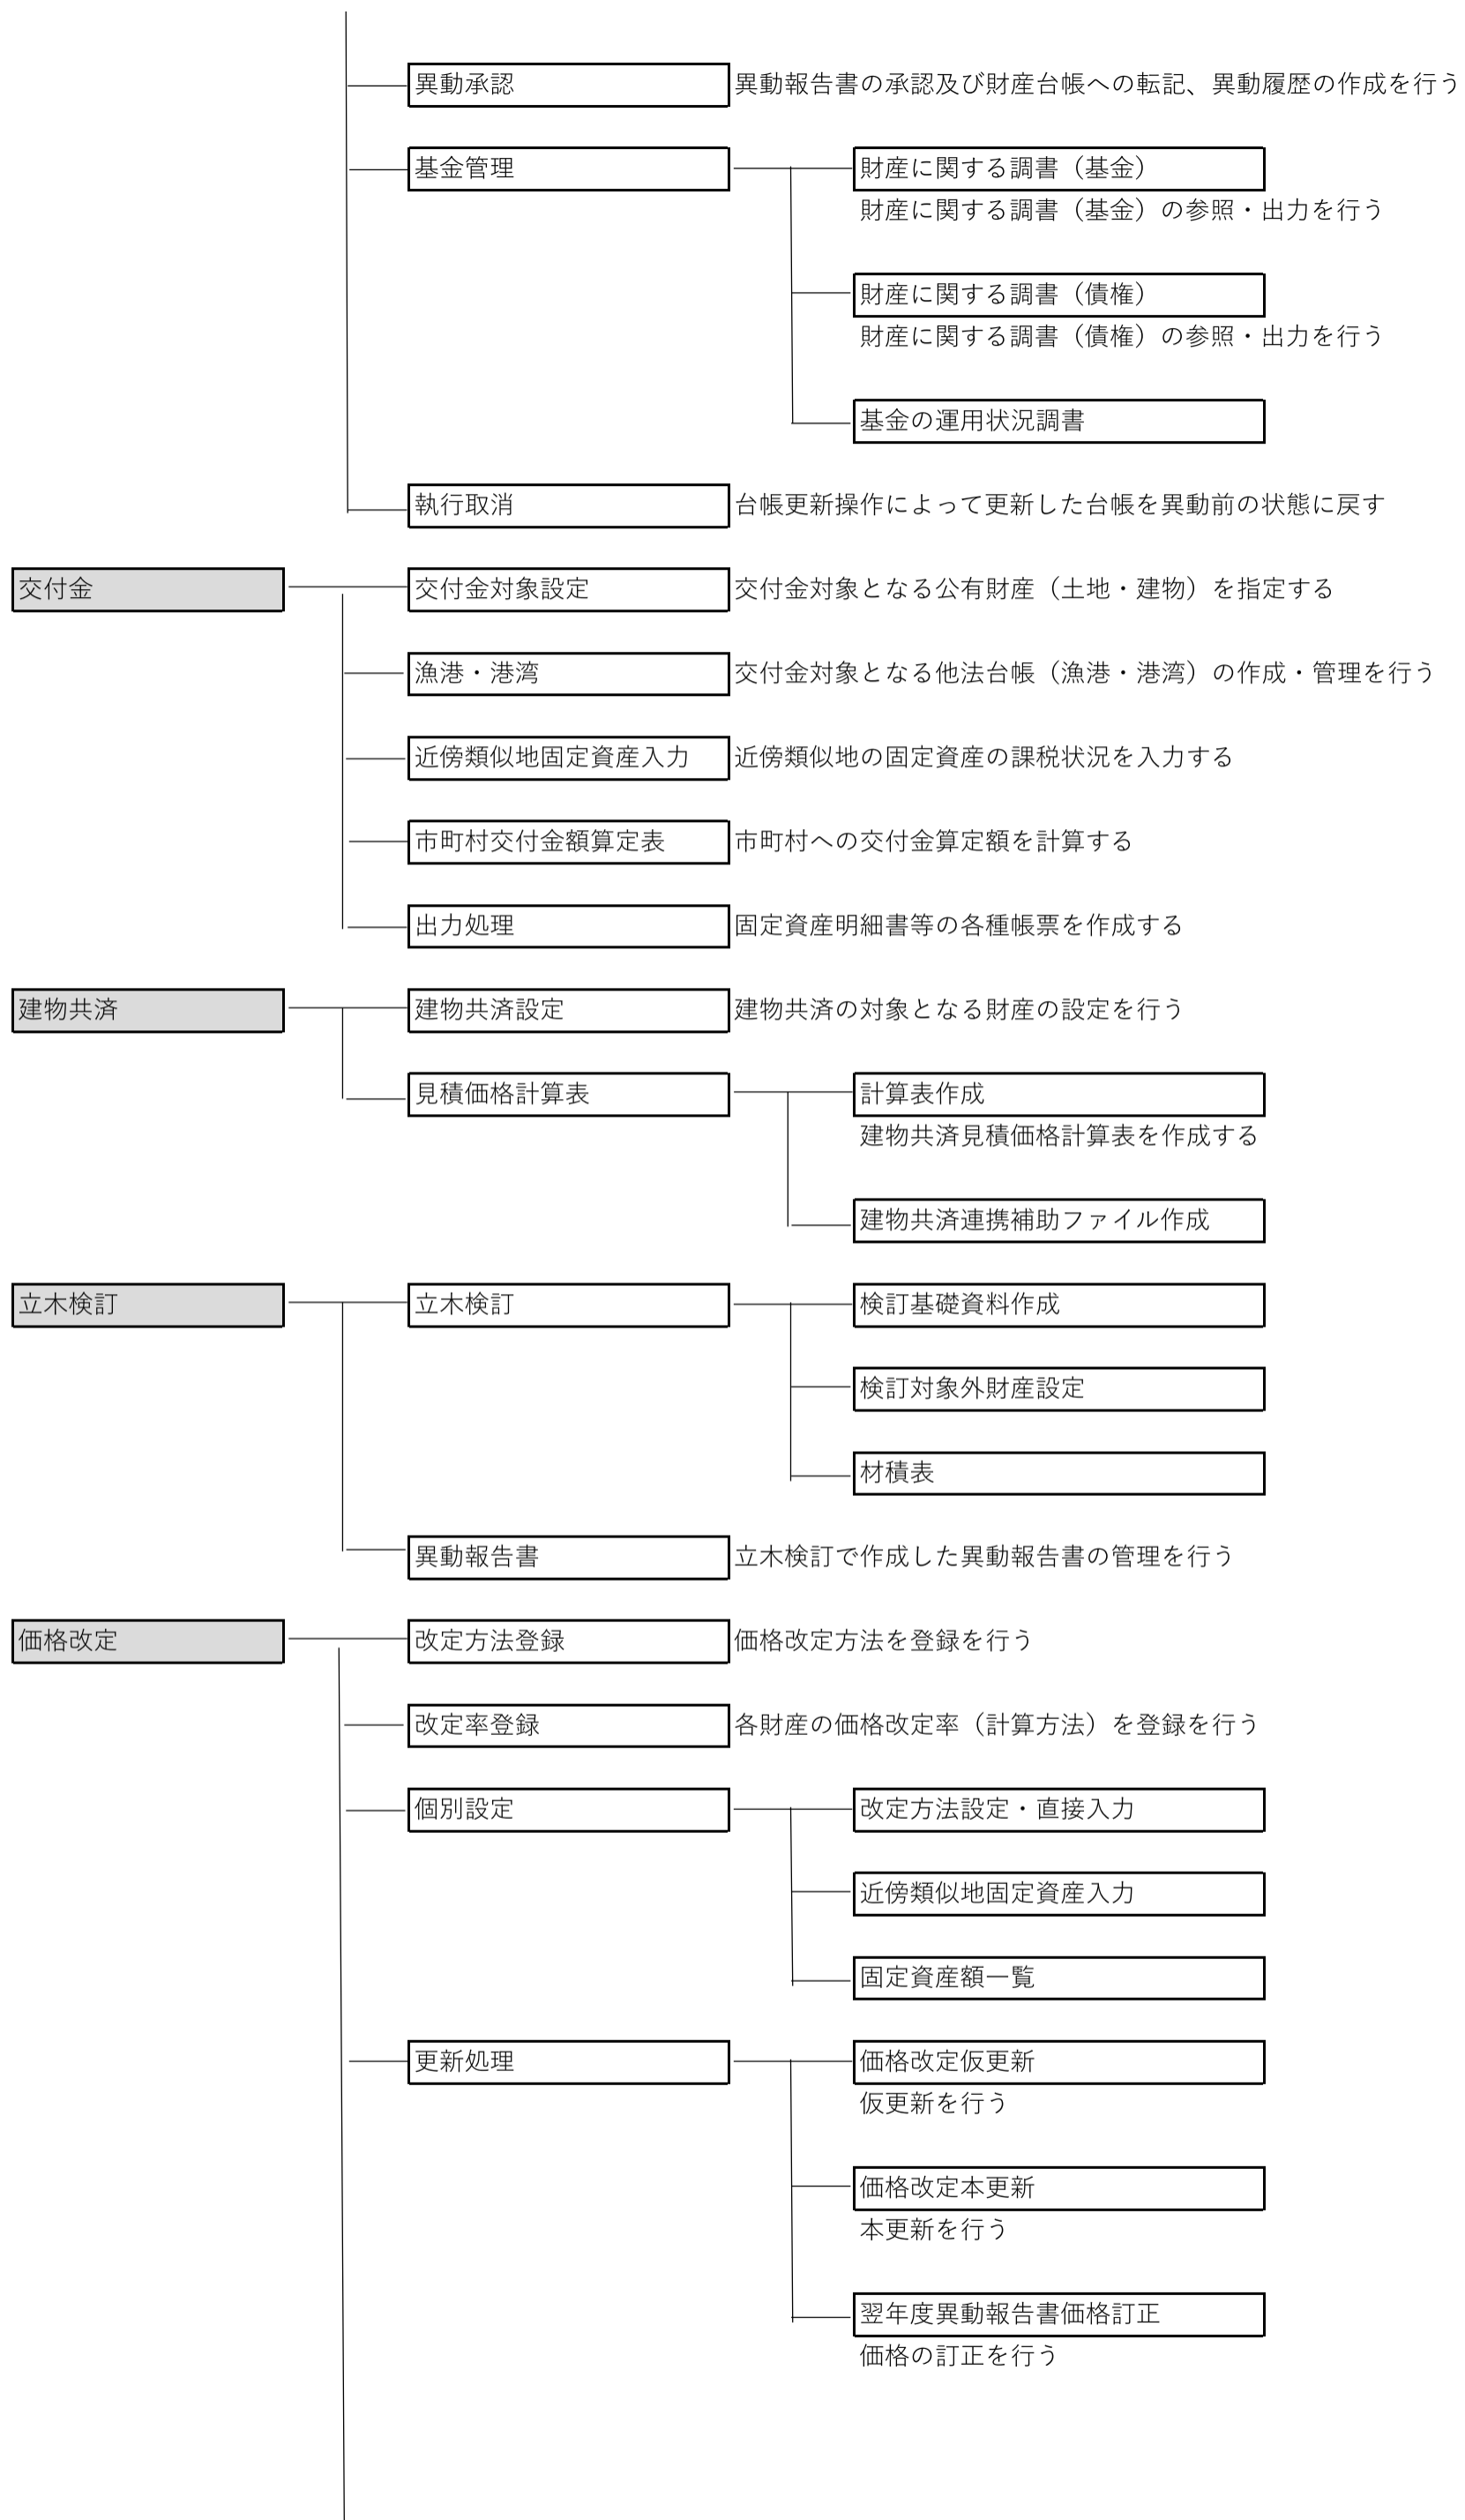 異動承認 異動報告書の承認及び財産台帳への転記、異動履歴の作成を行う
基金管理 財産に関する調書（基金）
財産に関する調書（基金）の参照・出力を行う
財産に関する調書（債権）
財産に関する調書（債権）の参照・出力を行う
基金の運用状況調書
執行取消 台帳更新操作によって更新した台帳を異動前の状態に戻す
交付金 交付金対象設定 交付金対象となる公有財産（土地・建物）を指定する
漁港・港湾 交付金対象となる他法台帳（漁港・港湾）の作成・管理を行う
近傍類似地固定資産入力 近傍類似地の固定資産の課税状況を入力する
市町村交付金額算定表 市町村への交付金算定額を計算する
出力処理 固定資産明細書等の各種帳票を作成する
建物共済 建物共済設定 建物共済の対象となる財産の設定を行う
見積価格計算表 計算表作成
建物共済見積価格計算表を作成する
建物共済連携補助ファイル作成
立木検訂 立木検訂 検訂基礎資料作成
検訂対象外財産設定
材積表
異動報告書 立木検訂で作成した異動報告書の管理を行う
価格改定 改定方法登録 価格改定方法を登録を行う
改定率登録 各財産の価格改定率（計算方法）を登録を行う
個別設定 改定方法設定・直接入力
近傍類似地固定資産入力
固定資産額一覧
更新処理 価格改定仮更新
仮更新を行う
価格改定本更新
本更新を行う
翌年度異動報告書価格訂正
価格の訂正を行う